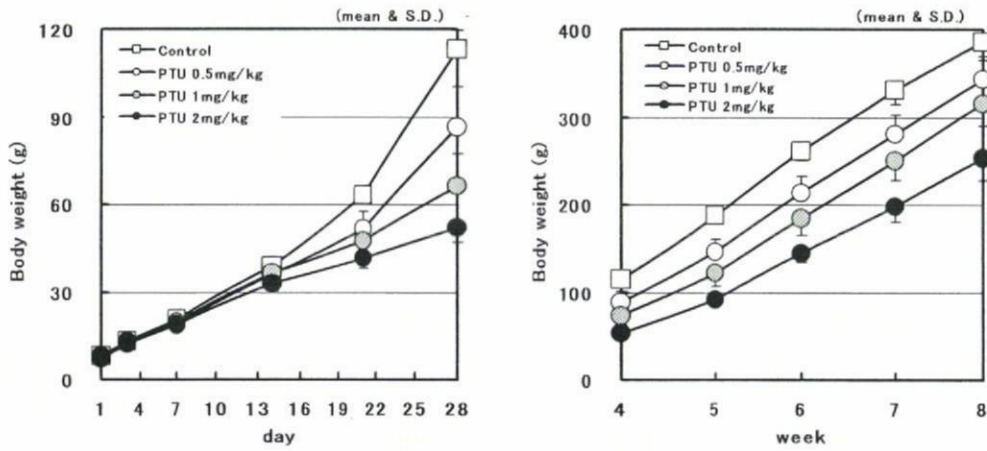 (mean & S.D.)
120
90
60
30
0
Body weight (g)
Control
PTU 0.5mg/kg
PTU 1mg/kg
PTU 2mg/kg
1 4 7 10 13 16 19 22 25 28
day
(mean & S.D.)
400
300
200
100
0
Body weight (g)
Control
PTU 0.5mg/kg
PTU 1mg/kg
PTU 2mg/kg
4 5 6 7 8
week